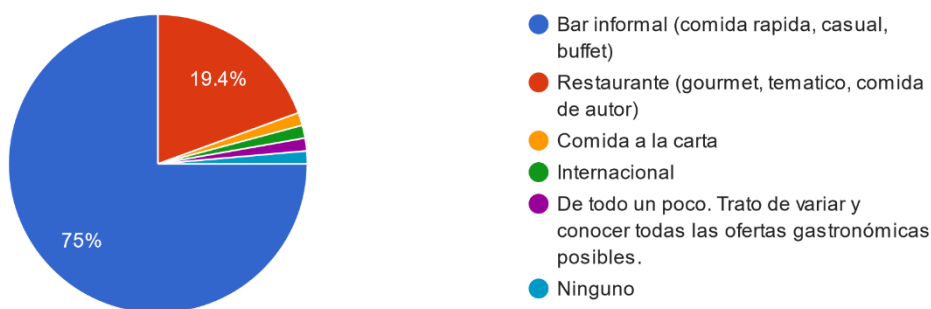 19.4%
75%
Bar informal (comida rapida, casual,
buffet)
Restaurante (gourmet, tematico, comida
de autor)
Comida a la carta
Internacional
De todo un poco. Trato de variar y
conocer todas las ofertas gastronómicas
posibles.
Ninguno